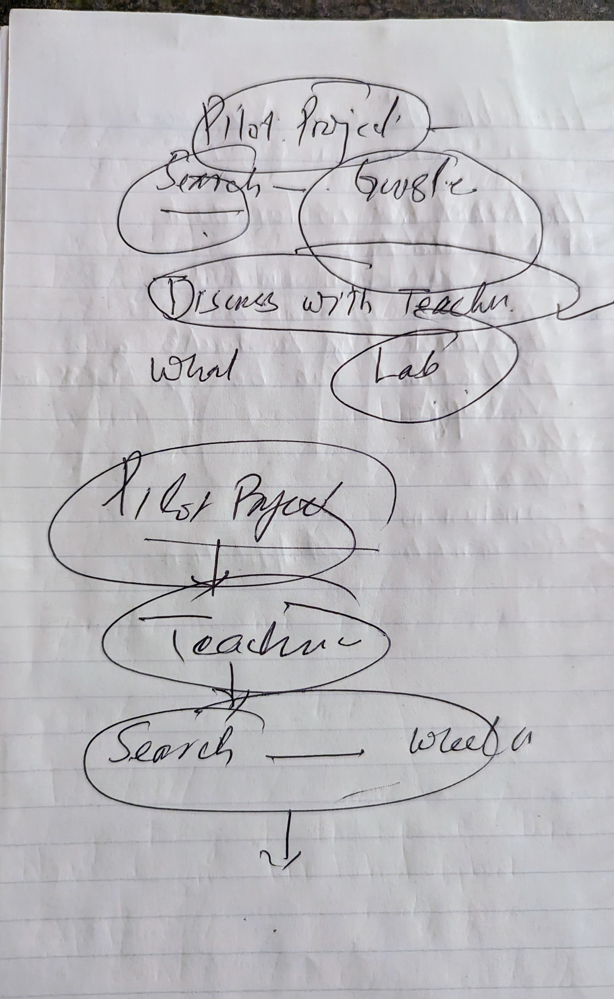 Pilot Project
Search - Google
Discuss with Teacher
What Lab
Pilot Project
Teacher
Search —